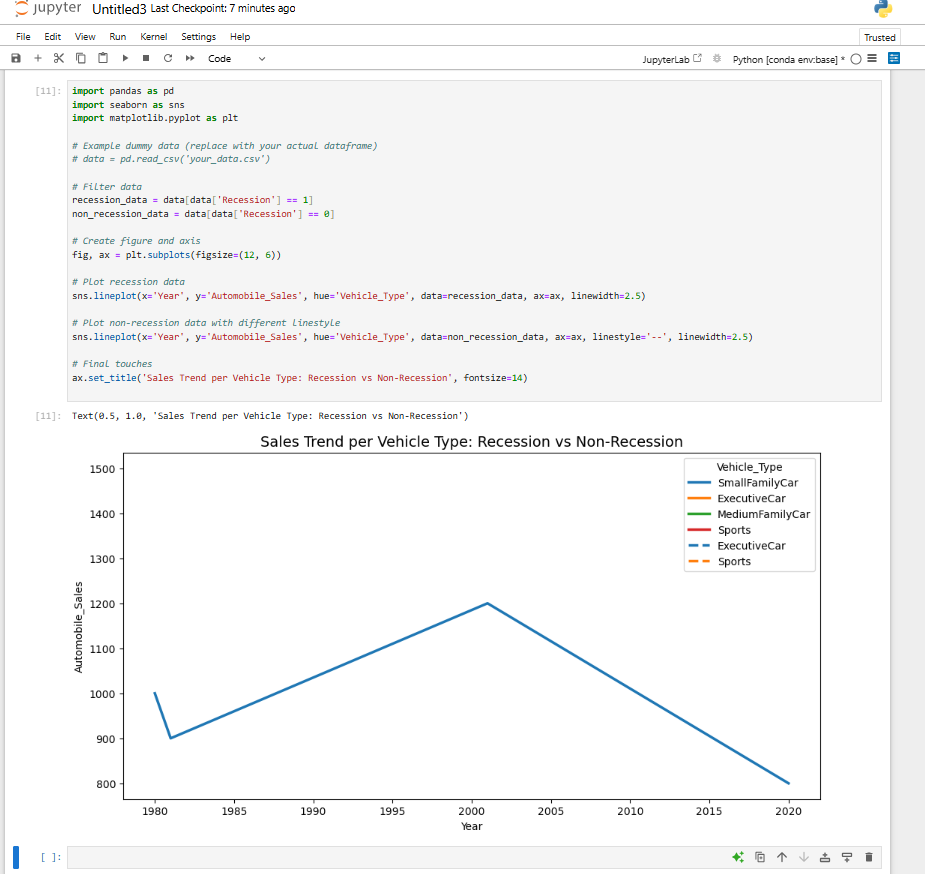 jupyter Untitled3 Last Checkpoint: 7 minutes ago
File Edit View Run Kernel Settings Help
Trusted
Code
JupyterLab Python [conda env:base] *
[11]: import pandas as pd
import seaborn as sns
import matplotlib.pyplot as plt
# Example dummy data (replace with your actual dataframe)
# data = pd.read_csv('your_data.csv')
# Filter data
recession_data = data[data['Recession'] == 1]
non_recession_data = data[data['Recession'] == 0]
# Create figure and axis
fig, ax = plt.subplots(figsize=(12, 6))
# Plot recession data
sns.lineplot(x='Year', y='Automobile_Sales', hue='Vehicle_Type', data=recession_data, ax=ax, linewidth=2.5)
# Plot non-recession data with different linestyle
sns.lineplot(x='Year', y='Automobile_Sales', hue='Vehicle_Type', data=non_recession_data, ax=ax, linestyle='--', linewidth=2.5)
# Final touches
ax.set_title('Sales Trend per Vehicle Type: Recession vs Non-Recession', fontsize=14)
[11]: Text(0.5, 1.0, 'Sales Trend per Vehicle Type: Recession vs Non-Recession')
Sales Trend per Vehicle Type: Recession vs Non-Recession
Vehicle_Type
SmallFamilyCar
ExecutiveCar
MediumFamilyCar
Sports
ExecutiveCar
Sports
Automobile_Sales
1500
1400
1300
1200
1100
1000
900
800
1980 1985 1990 1995 2000 2005 2010 2015 2020
Year
[ ]: